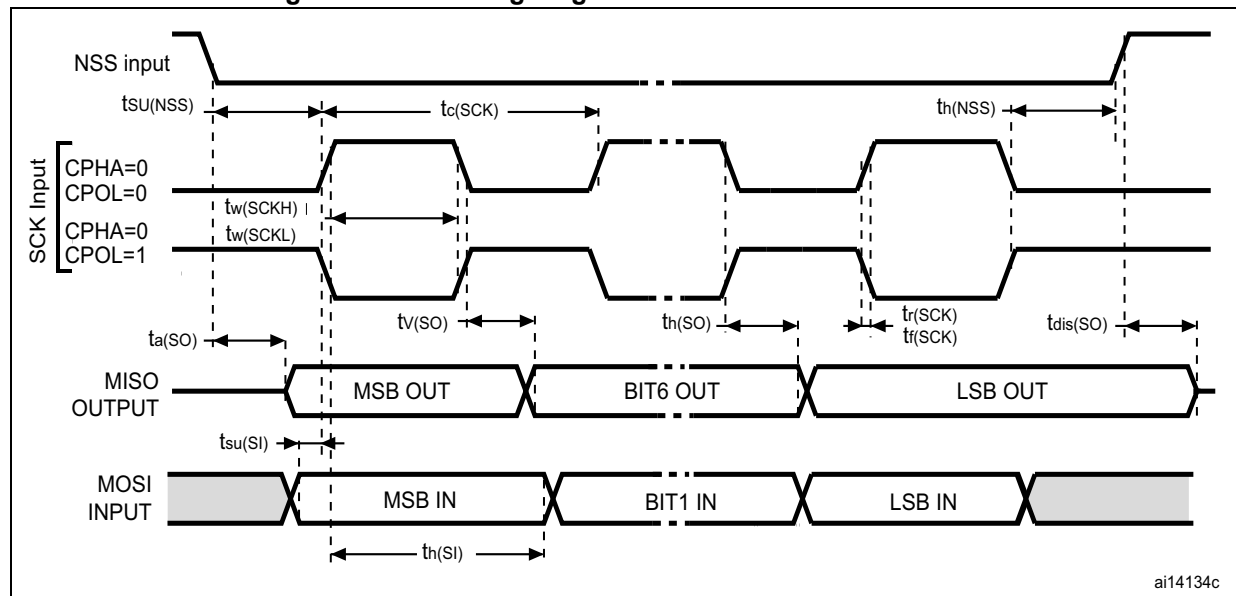 NSS input
tSU(NSS)
tc(SCK)
th(NSS)
SCK Input
CPHA=0
CPOL=0
tw(SCKH)
CPHA=0
tw(SCKL)
CPOL=1
tV(SO)
th(SO)
tr(SCK)
tf(SCK)
tdis(SO)
ta(SO)
MISO
OUTPUT
MSB OUT
BIT6 OUT
LSB OUT
tsu(SI)
MOSI
INPUT
MSB IN
BIT1 IN
LSB IN
th(SI)
ai14134c